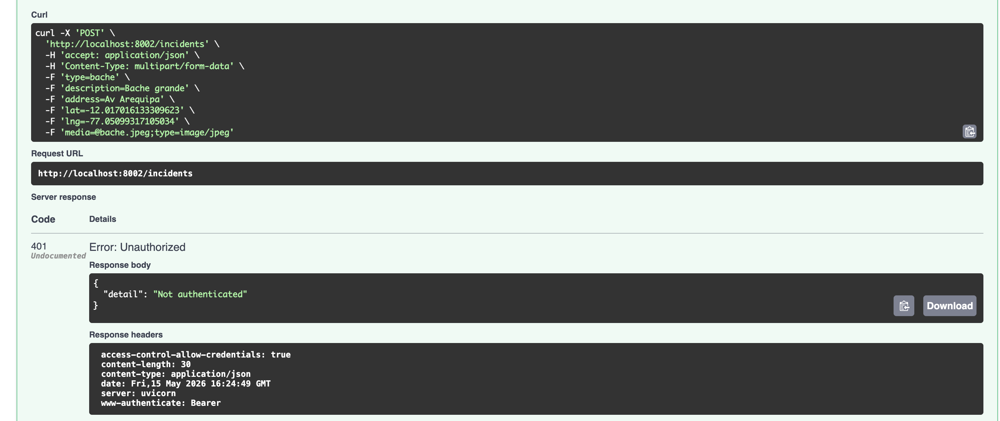 Curl
curl -X 'POST' \
  'http://localhost:8002/incidents' \
  -H 'accept: application/json' \
  -H 'Content-Type: multipart/form-data' \
  -F 'type=bache' \
  -F 'description=Bache grande' \
  -F 'address=Av Arequipa' \
  -F 'lat=-12.017016133309623' \
  -F 'lng=-77.05099317105034' \
  -F 'media=@bache.jpeg;type=image/jpeg'
Request URL
http://localhost:8002/incidents
Server response
Code Details
401 Error: Unauthorized
Undocumented
Response body
{
  "detail": "Not authenticated"
}
Download
Response headers
access-control-allow-credentials: true
content-length: 30
content-type: application/json
date: Fri,15 May 2026 16:24:49 GMT
server: uvicorn
www-authenticate: Bearer